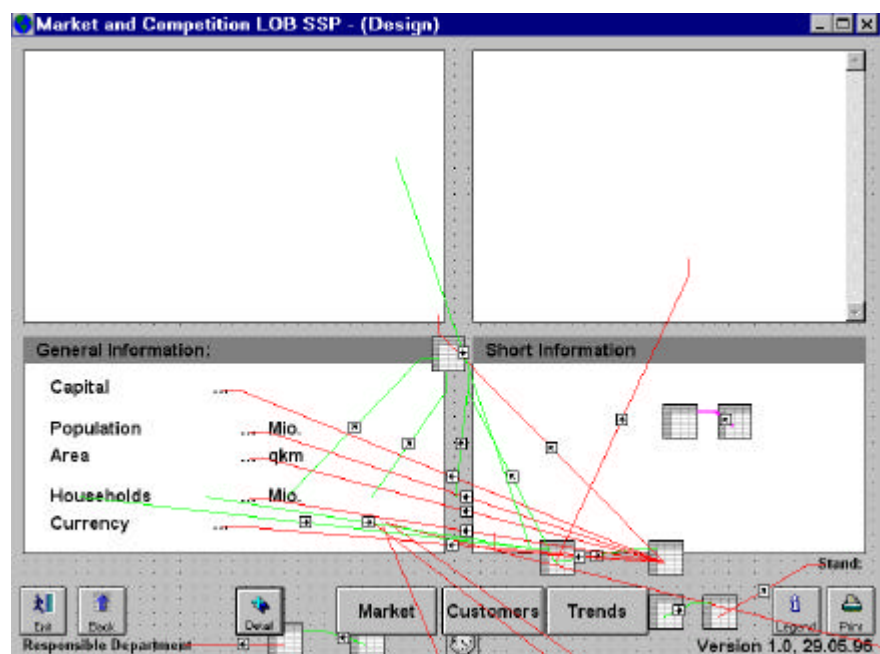 Market and Competition LOB SSP - (Design)
General Information:
Short Information
Capital ...
Population ... Mio.
Area ... qkm
Households ... Mio.
Currency ...
Stand:
Exit
Back
Detail
Market
Customers
Trends
Legend
Print
Responsible Department
Version 1.0, 29.05.96